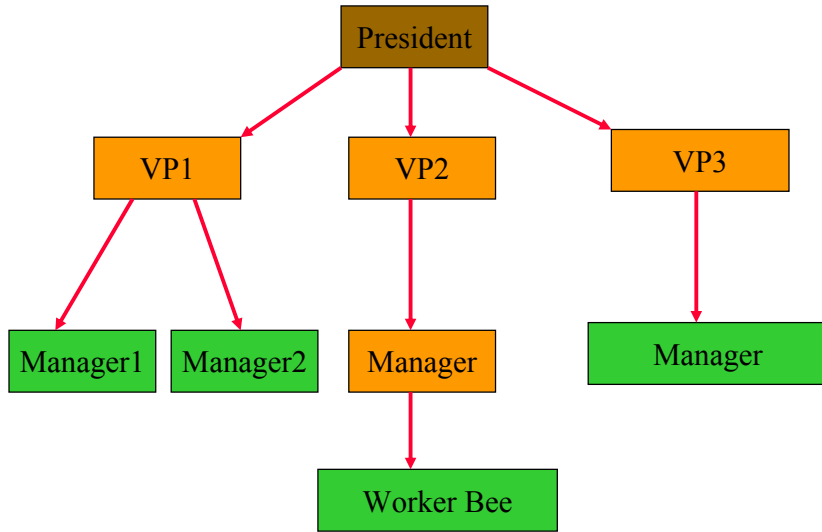 President
VP1
VP2
VP3
Manager1
Manager2
Manager
Manager
Worker Bee